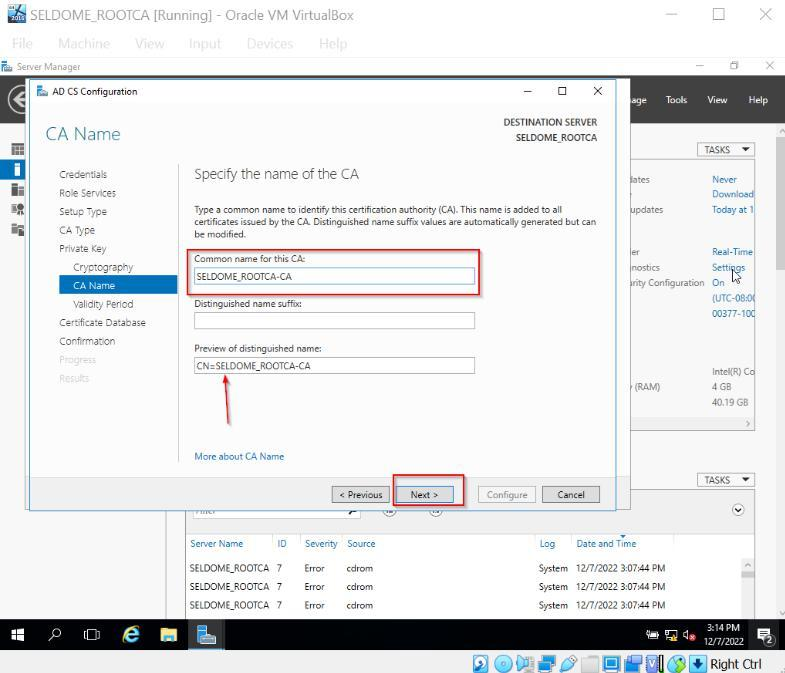 SELDOME_ROOTCA [Running] - Oracle VM VirtualBox
File Machine View Input Devices Help
Server Manager
AD CS Configuration
age Tools View Help
CA Name
DESTINATION SERVER
SELDOME_ROOTCA
TASKS
Credentials
Role Services
Setup Type
CA Type
Private Key
Cryptography
CA Name
Validity Period
Certificate Database
Confirmation
Progress
Results
Specify the name of the CA
Type a common name to identify this certification authority (CA). This name is added to all
certificates issued by the CA. Distinguished name suffix values are automatically generated but can
be modified.
Common name for this CA:
SELDOME_ROOTCA-CA
Distinguished name suffix:
Preview of distinguished name:
CN=SELDOME_ROOTCA-CA
More about CA Name
< Previous Next > Configure Cancel
dates Never
Download
updates Today at 1
er Real-Time
gnostics Settings
urity Configuration On
(UTC-08:00
00377-100
Intel(R) Co
(RAM) 4 GB
40.19 GB
TASKS
Server Name ID Severity Source Log Date and Time
SELDOME_ROOTCA 7 Error cdrom System 12/7/2022 3:07:44 PM
SELDOME_ROOTCA 7 Error cdrom System 12/7/2022 3:07:44 PM
SELDOME_ROOTCA 7 Error cdrom System 12/7/2022 3:07:44 PM
3:14 PM
12/7/2022
2
Right Ctrl